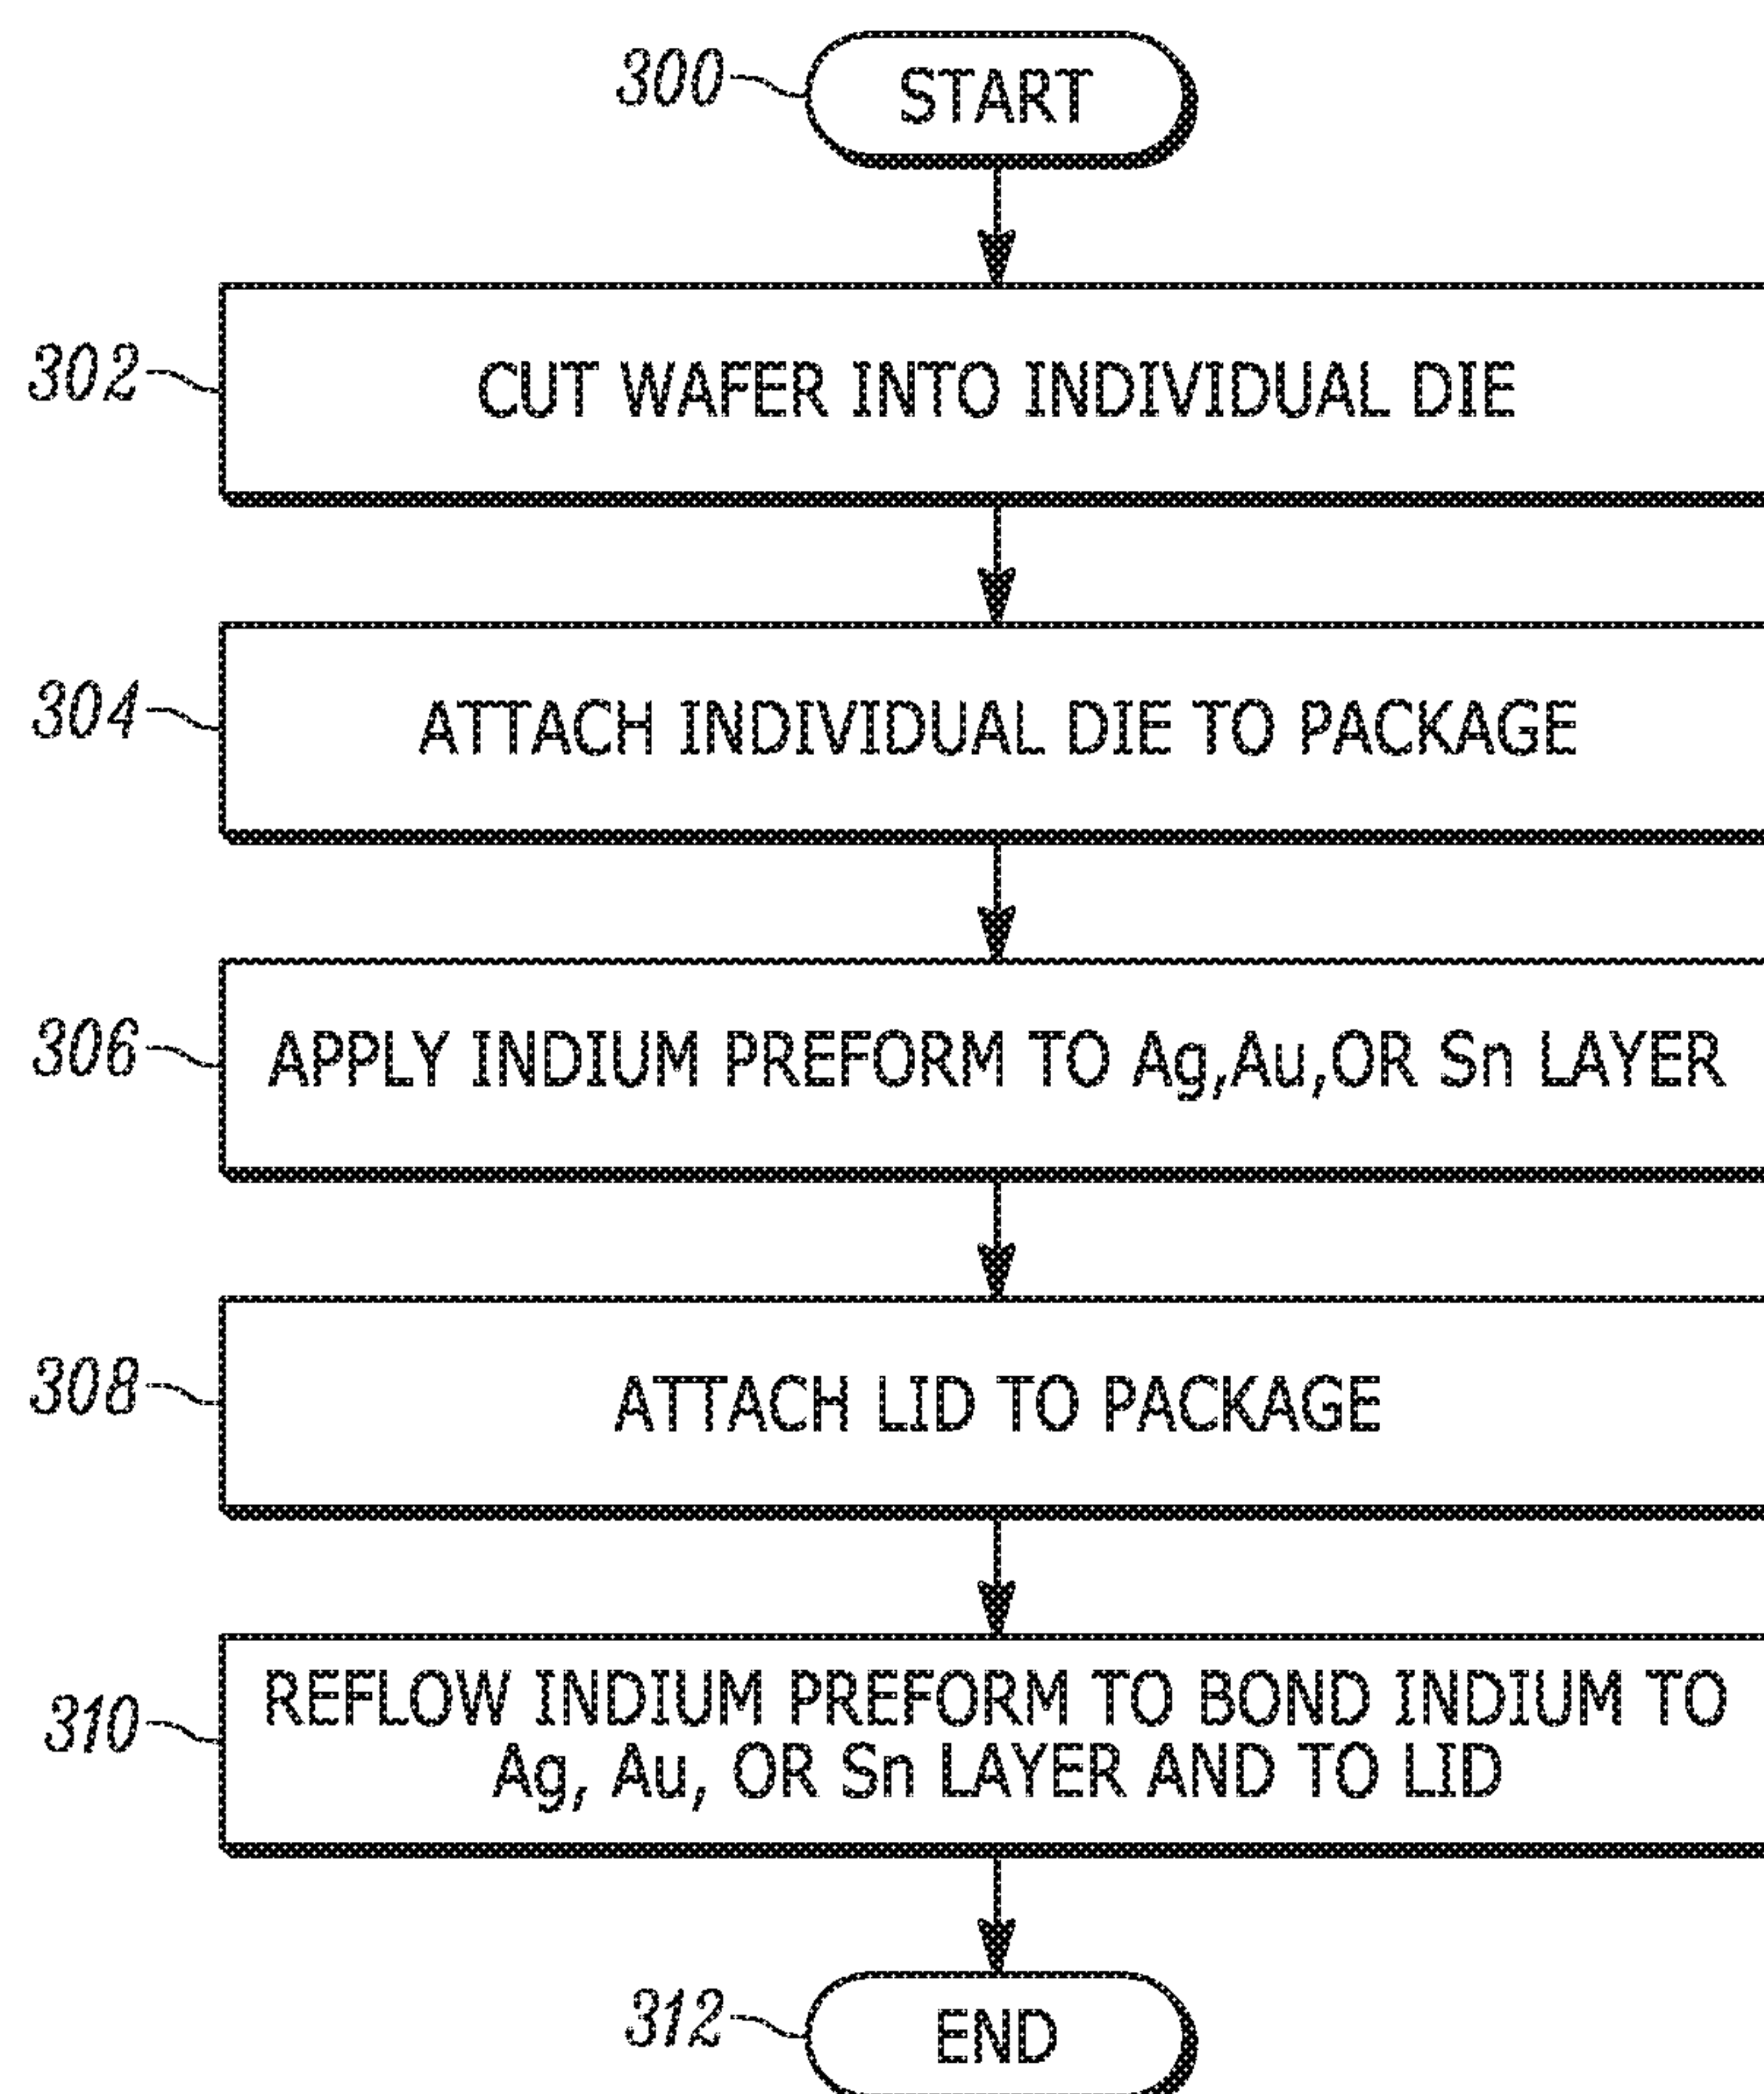 300
START
302
CUT WAFER INTO INDIVIDUAL DIE
304
ATTACH INDIVIDUAL DIE TO PACKAGE
306
APPLY INDIUM PREFORM TO Ag,Au,OR Sn LAYER
308
ATTACH LID TO PACKAGE
310
REFLOW INDIUM PREFORM TO BOND INDIUM TO
Ag, Au, OR Sn LAYER AND TO LID
312
END